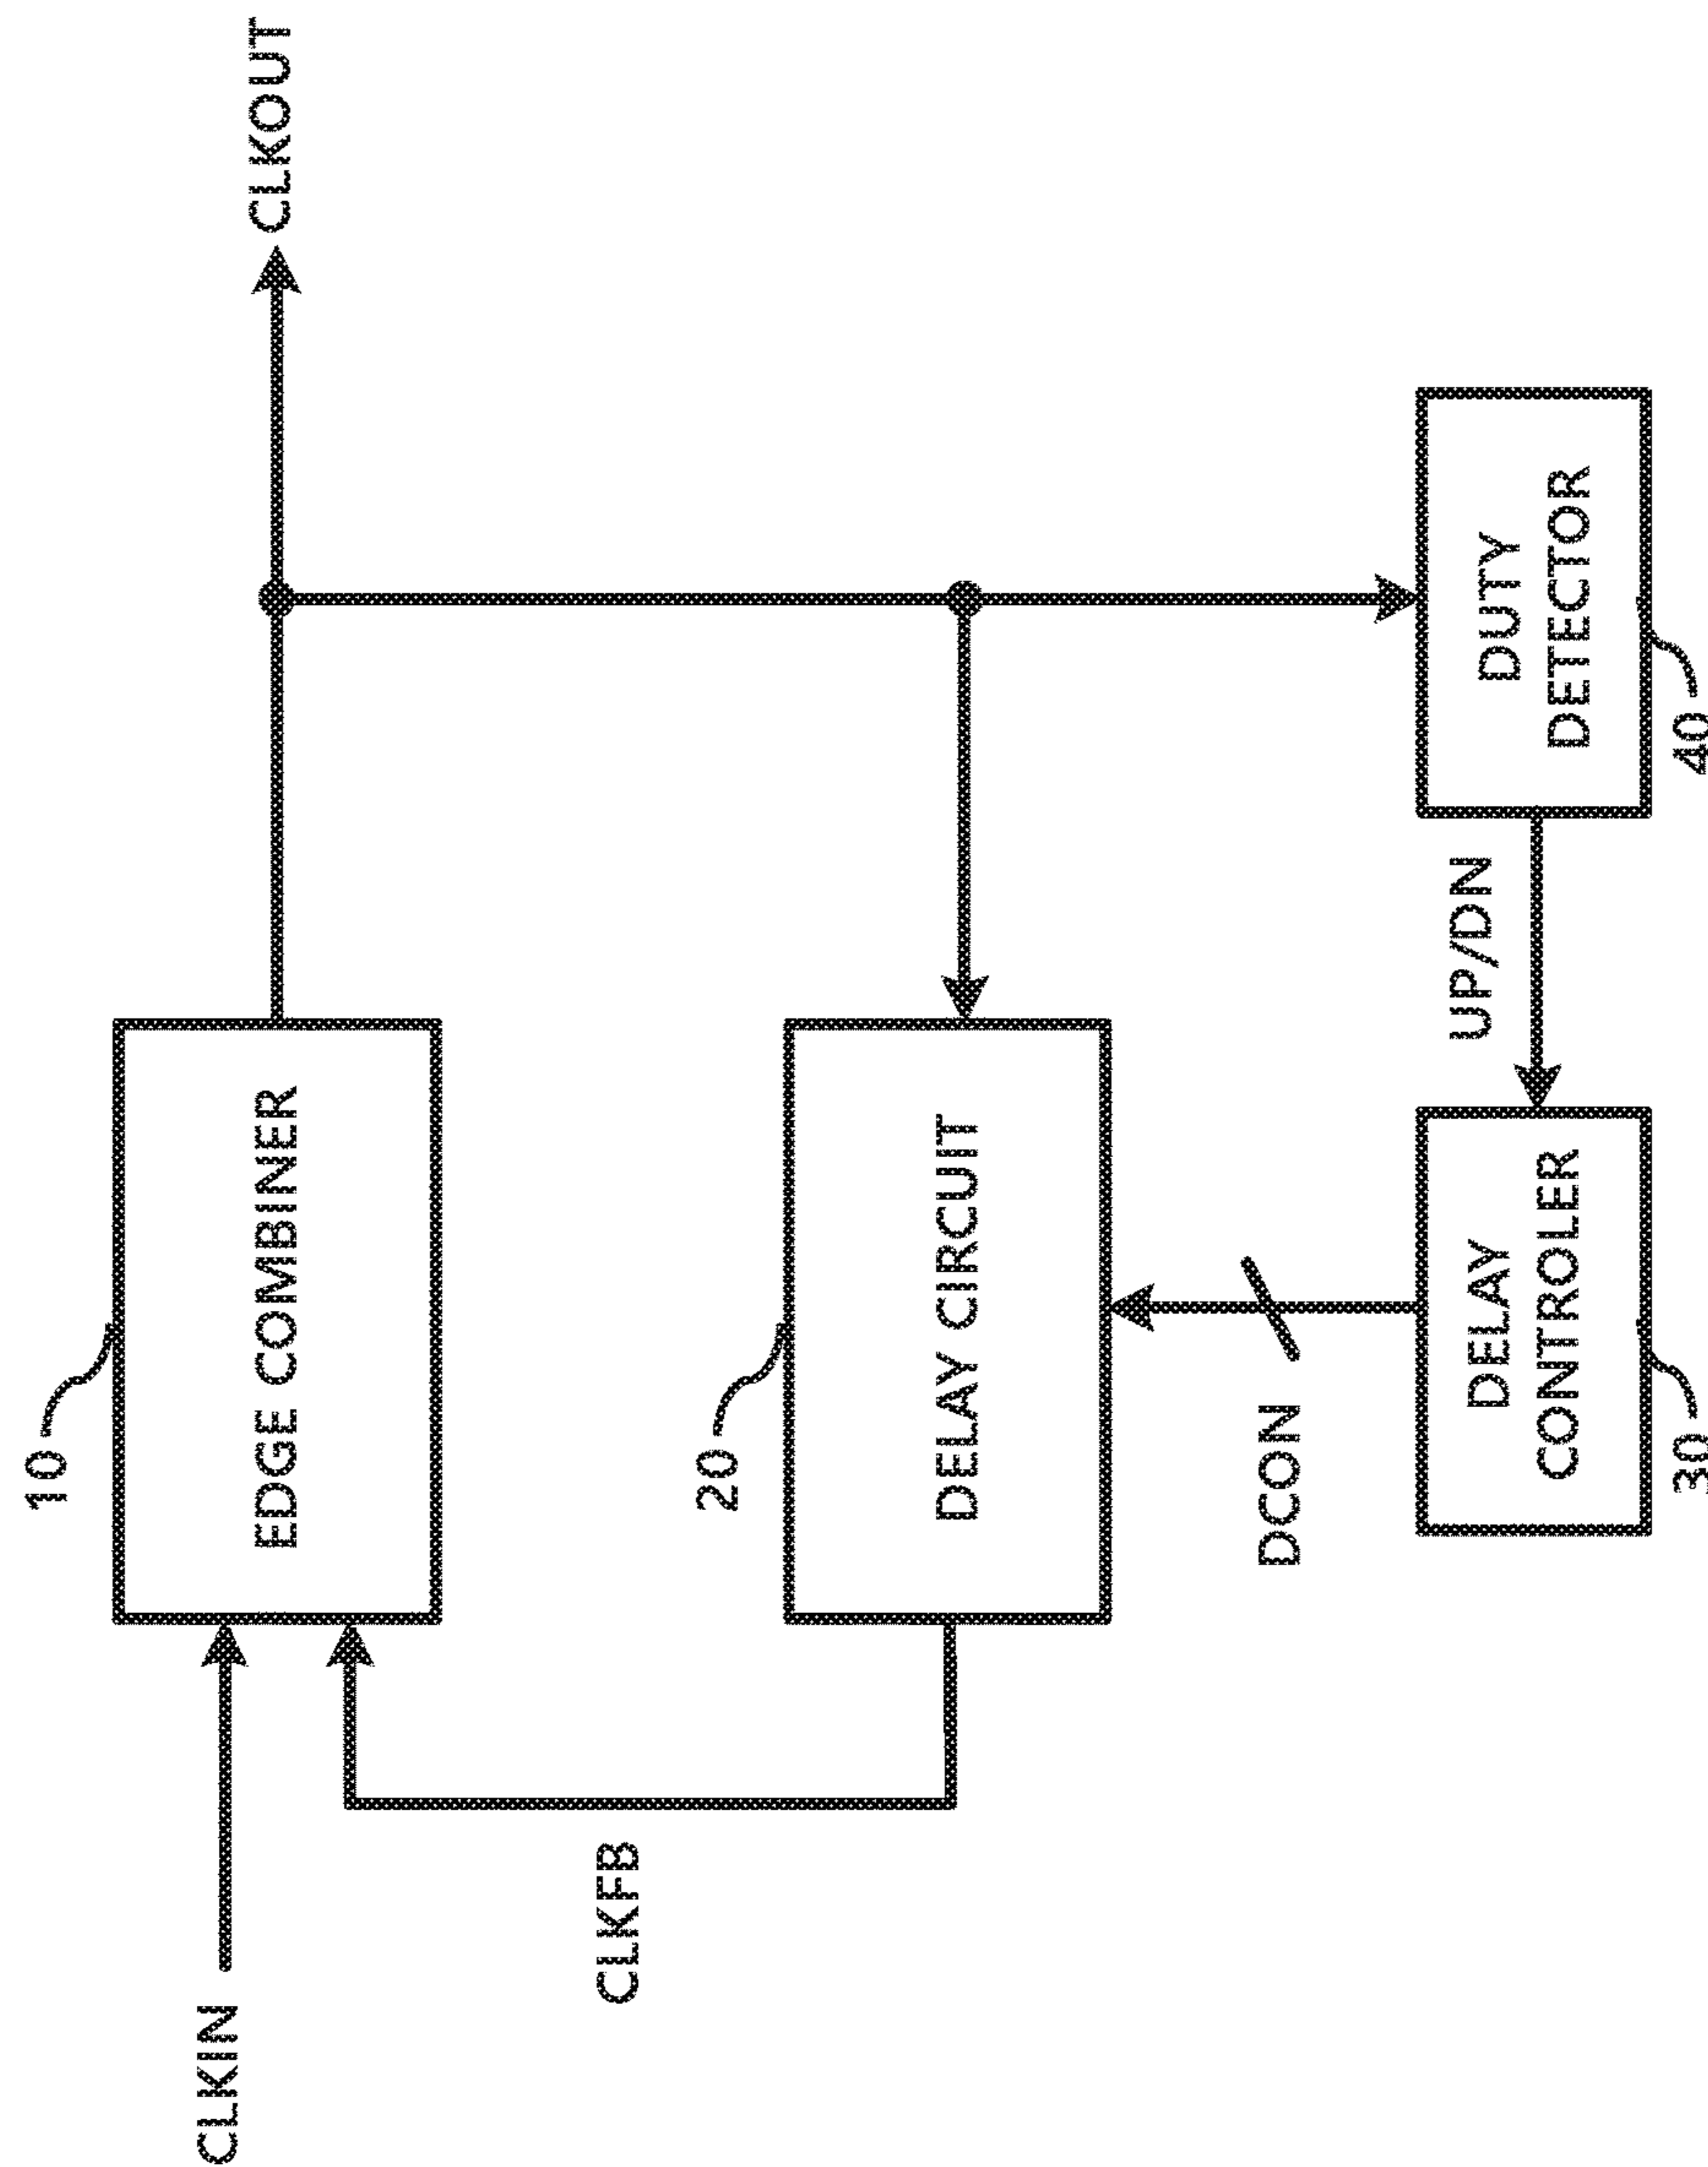 10
CLKIN
EDGE COMBINER
CLKOUT
CLKFB
20
DELAY CIRCUIT
DCON
DELAY
CONTROLER
30
UP/DN
DUTY
DETECTOR
40